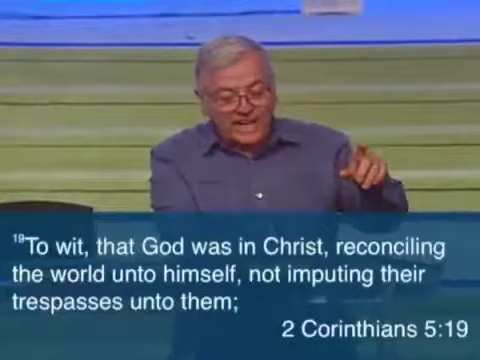 19To wit, that God was in Christ, reconciling
the world unto himself, not imputing their
trespasses unto them;
2 Corinthians 5:19